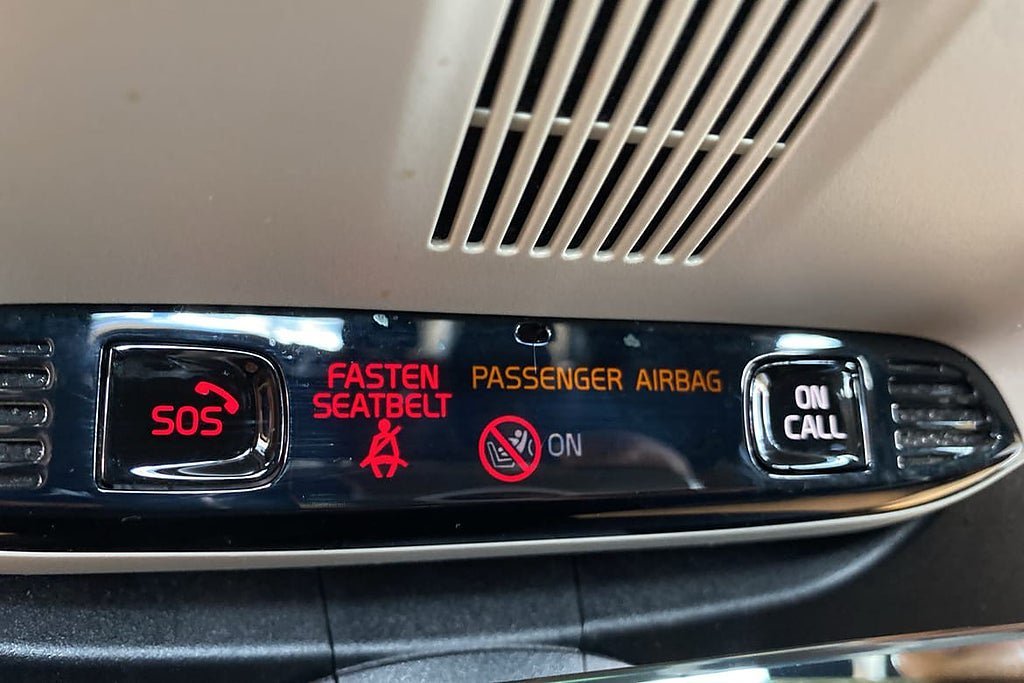 SOS
FASTEN
SEATBELT
PASSENGER AIRBAG
ON
ON
CALL